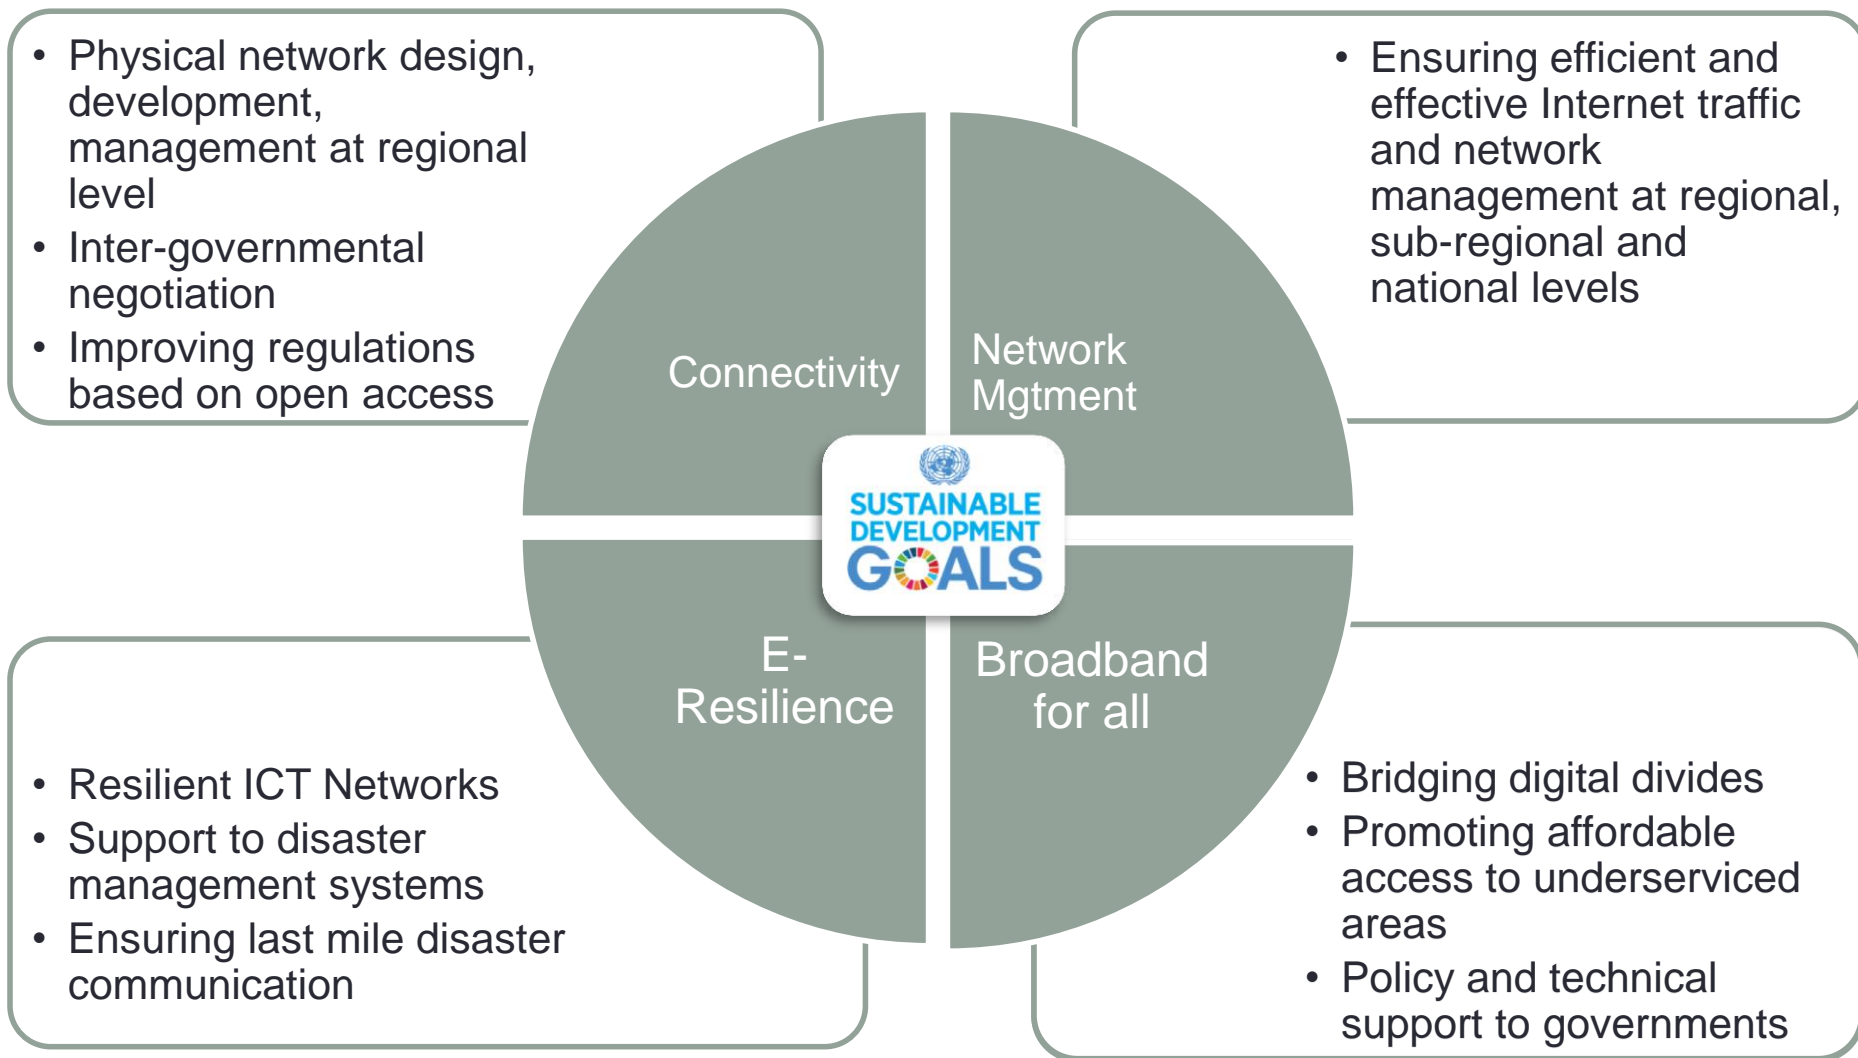 • Physical network design,
development,
management at regional
level
• Inter-governmental
negotiation
• Improving regulations
based on open access
• Ensuring efficient and
effective Internet traffic
and network
management at regional,
sub-regional and
national levels
Connectivity
Network
Mgtment
SUSTAINABLE
DEVELOPMENT
GOALS
E-
Resilience
Broadband
for all
• Resilient ICT Networks
• Support to disaster
management systems
• Ensuring last mile disaster
communication
• Bridging digital divides
• Promoting affordable
access to underserviced
areas
• Policy and technical
support to governments